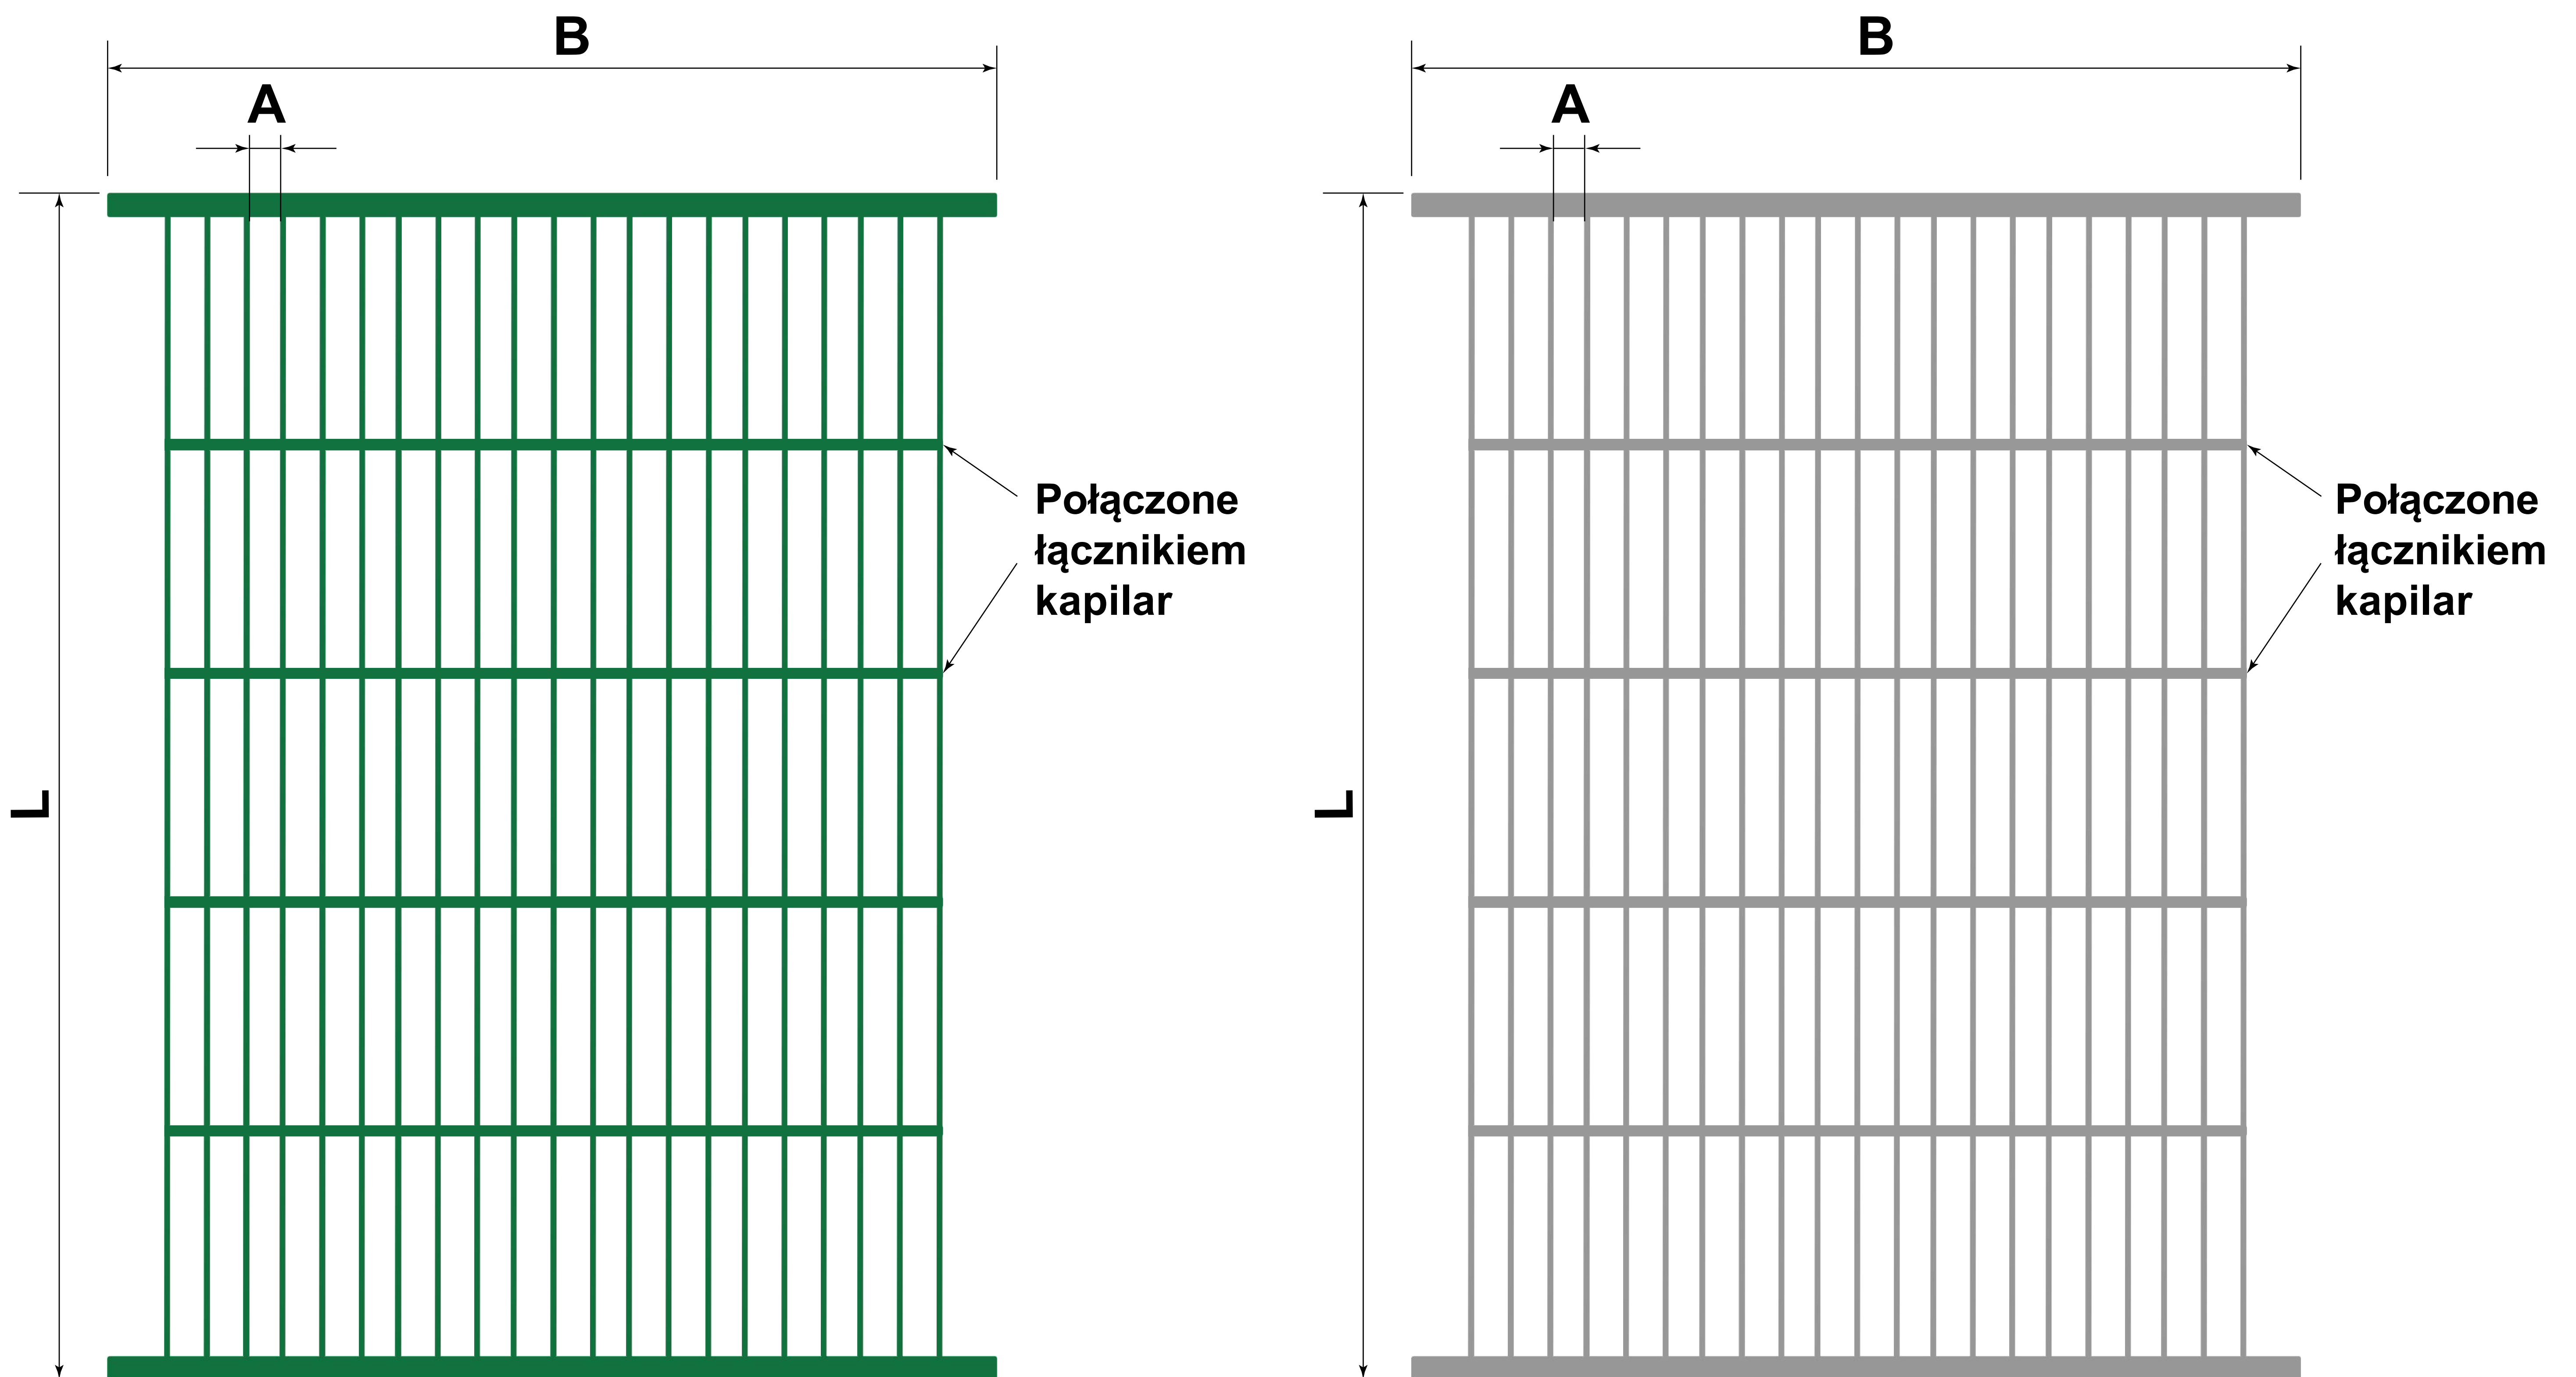 B
A
L
Połączone
łącznikiem
kapilar
B
A
L
Połączone
łącznikiem
kapilar